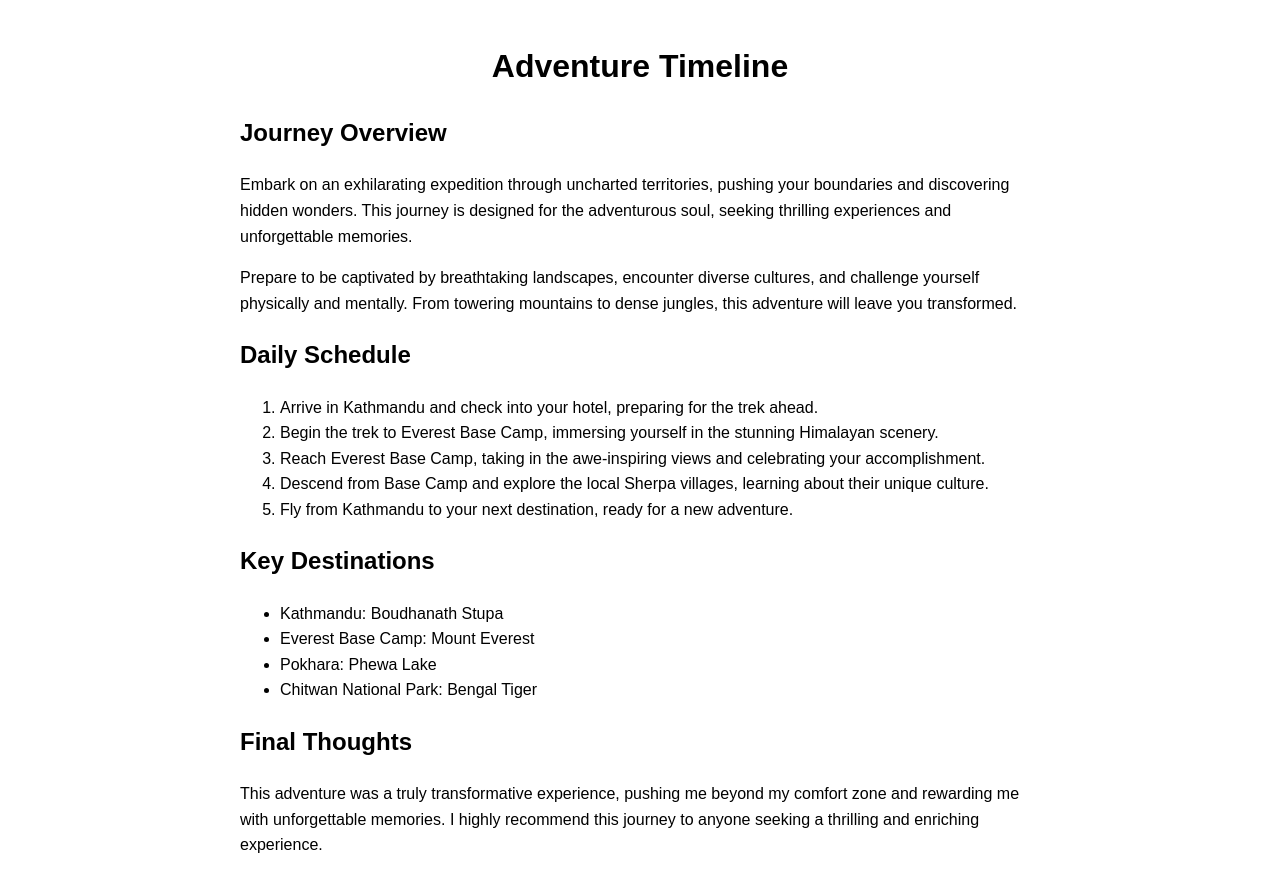 Adventure Timeline
Journey Overview
Embark on an exhilarating expedition through uncharted territories, pushing your boundaries and discovering
hidden wonders. This journey is designed for the adventurous soul, seeking thrilling experiences and
unforgettable memories.
Prepare to be captivated by breathtaking landscapes, encounter diverse cultures, and challenge yourself
physically and mentally. From towering mountains to dense jungles, this adventure will leave you transformed.
Daily Schedule
1. Arrive in Kathmandu and check into your hotel, preparing for the trek ahead.
2. Begin the trek to Everest Base Camp, immersing yourself in the stunning Himalayan scenery.
3. Reach Everest Base Camp, taking in the awe-inspiring views and celebrating your accomplishment.
4. Descend from Base Camp and explore the local Sherpa villages, learning about their unique culture.
5. Fly from Kathmandu to your next destination, ready for a new adventure.
Key Destinations
• Kathmandu: Boudhanath Stupa
• Everest Base Camp: Mount Everest
• Pokhara: Phewa Lake
• Chitwan National Park: Bengal Tiger
Final Thoughts
This adventure was a truly transformative experience, pushing me beyond my comfort zone and rewarding me
with unforgettable memories. I highly recommend this journey to anyone seeking a thrilling and enriching
experience.